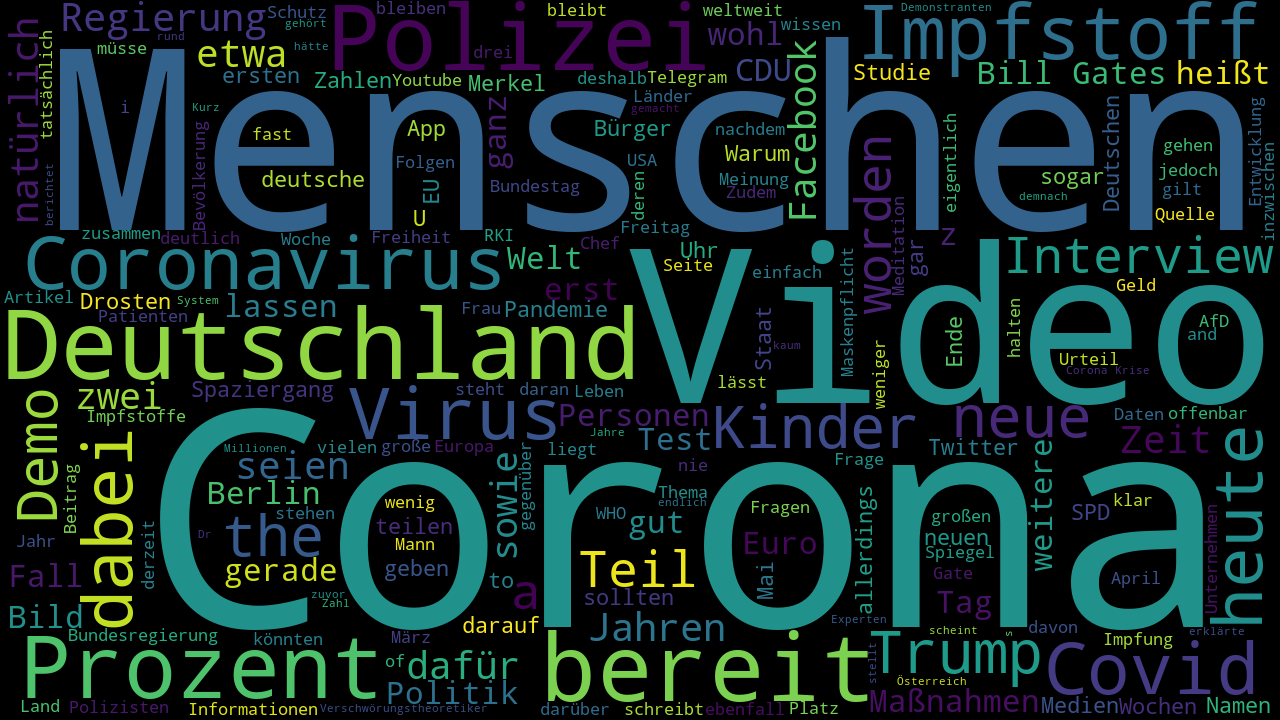 Regierung
Schutz
gehört
bleiben
Polizei
bleibt
weltweit
wohl
wissen
Impfstoff
Demonstranten
müsse
rund
etwa
hätte
drei
natürlich
tatsächlich
ersten
Zahlen
Youtube
Merkel
deshalb
Telegram
CDU
Studie
Bill Gates
heißt
Menschen
i
Kurz
fast
App
ganz
Länder
gemacht
Bürger
nachdem
Facebook
Warum
Deutschen
eigentlich
Entwicklung
inzwischen
gehen
jedoch
berichtet
Bevölkerung
deutsche
Folgen
EU
U
Bundestag
USA
deren
Meinung
Zudem
worden
sogar
gilt
demnach
Quelle
Freitag
zusammen
deutlich
Woche
Freiheit
RKI
Chef
Uhr
Seite
Meditation
gar
z
Coronavirus
Welt
Interview
einfach
Maskenpflicht
Artikel
Drosten
System
Patienten
lassen
Frau
Pandemie
erst
Video
Geld
Staat
kaum
Ende
halten
AfD
and
Urteil
Corona Krise
Deutschland
weniger
lässt
Demo
zwei
Impfstoffe
Spaziergang
steht
daran
Leben
Virus
Personen
Jahre
Kinder
neue
Daten
offenbar
Zeit
heute
dabei
Beitrag
Millionen
vielen
große
Europa
seien
liegt
Test
nie
Frage
Twitter
weitere
Berlin
stehen
sowie
gegenüber
wenig
WHO
Thema
endlich
Fragen
klar
SPD
Corona
the
teilen
Mann
gut
Euro
großen
neuen
Spiegel
Unternehmen
Jahr
derzeit
Dr
gerade
geben
to
Teil
Mai
allerdings
Gate
April
Fall
zuvor
Zahl
a
sollten
Tag
Bild
darauf
Jahren
Experten
scheint
s
davon
Impfung
erklärte
Bundesregierung
könnten
März
Prozent
of
dafür
bereit
stellt
Trump
Covid
Österreich
Politik
Land
Polizisten
Informationen
Verschwörungstheoretiker
darüber
schreibt
ebenfall
Platz
Maßnahmen
Medien
Wochen
Namen